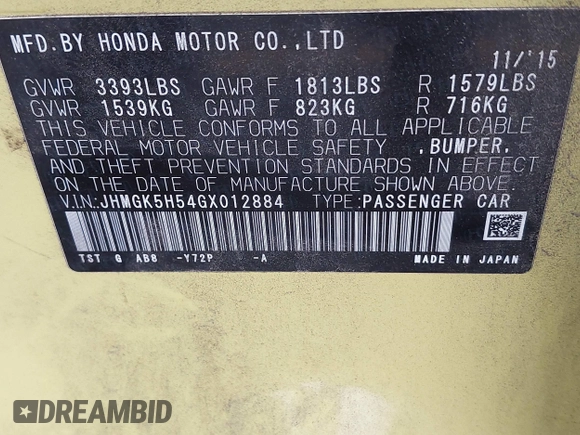 MFD.BY HONDA MOTOR CO.,LTD
11/'15
GVWR 3393LBS GAWR F 1813LBS R 1579LBS
GVWR 1539KG GAWR F 823KG R 716KG
THIS VEHICLE CONFORMS TO ALL APPLICABLE
FEDERAL MOTOR VEHICLE SAFETY ,BUMPER,
AND THEFT PREVENTION STANDARDS IN EFFECT
ON THE DATE OF MANUFACTURE SHOWN ABOVE.
V.I.N:JHMGK5H54GX012884 TYPE:PASSENGER CAR
TST G AB8 -Y72P -A MADE IN JAPAN
DREAMBID